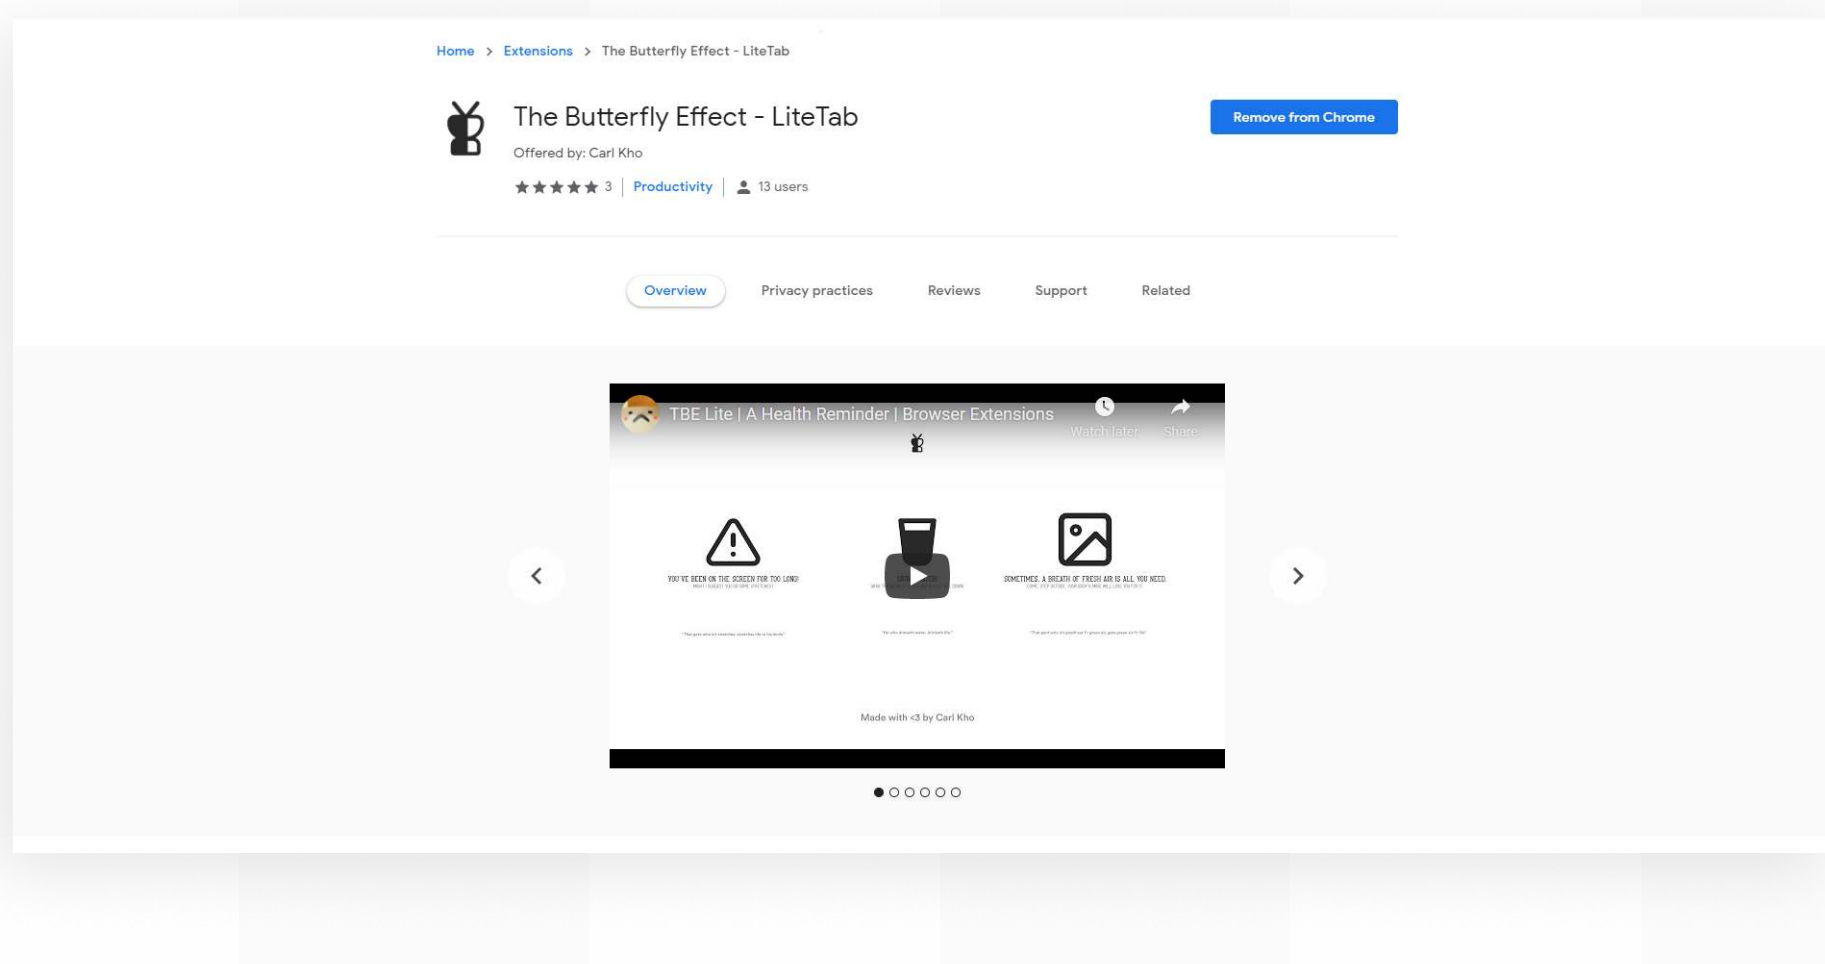 Home > Extensions > The Butterfly Effect - LiteTab
The Butterfly Effect - LiteTab
Remove from Chrome
Offered by: Carl Kho
3 Productivity 13 users
Overview Privacy practices Reviews Support Related
TBE Lite | A Health Reminder | Browser Extensions
Watch later Share
YOU'VE BEEN ON THE SCREEN FOR TOO LONG!
SOMETIMES, A BREATH OF FRESH AIR IS ALL YOU NEED.
Made with <3 by Carl Kho